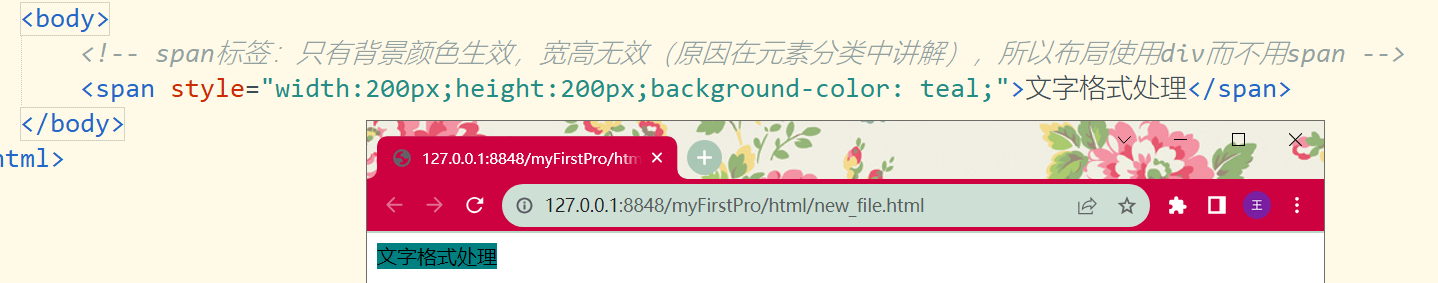 <body>
<!-- span标签：只有背景颜色生效，宽高无效（原因在元素分类中讲解），所以布局使用div而不用span -->
<span style="width:200px;height:200px;background-color: teal;">文字格式处理</span>
</body>
html>
127.0.0.1:8848/myFirstPro/htm
127.0.0.1:8848/myFirstPro/html/new_file.html
王
文字格式处理